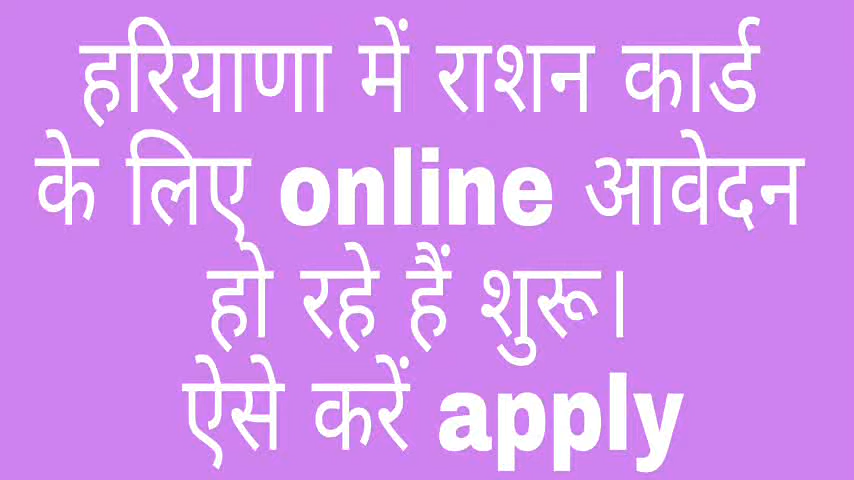 हरियाणा में राशन कार्ड
के लिए online आवेदन
हो रहे हैं शुरू।
ऐसे करें apply